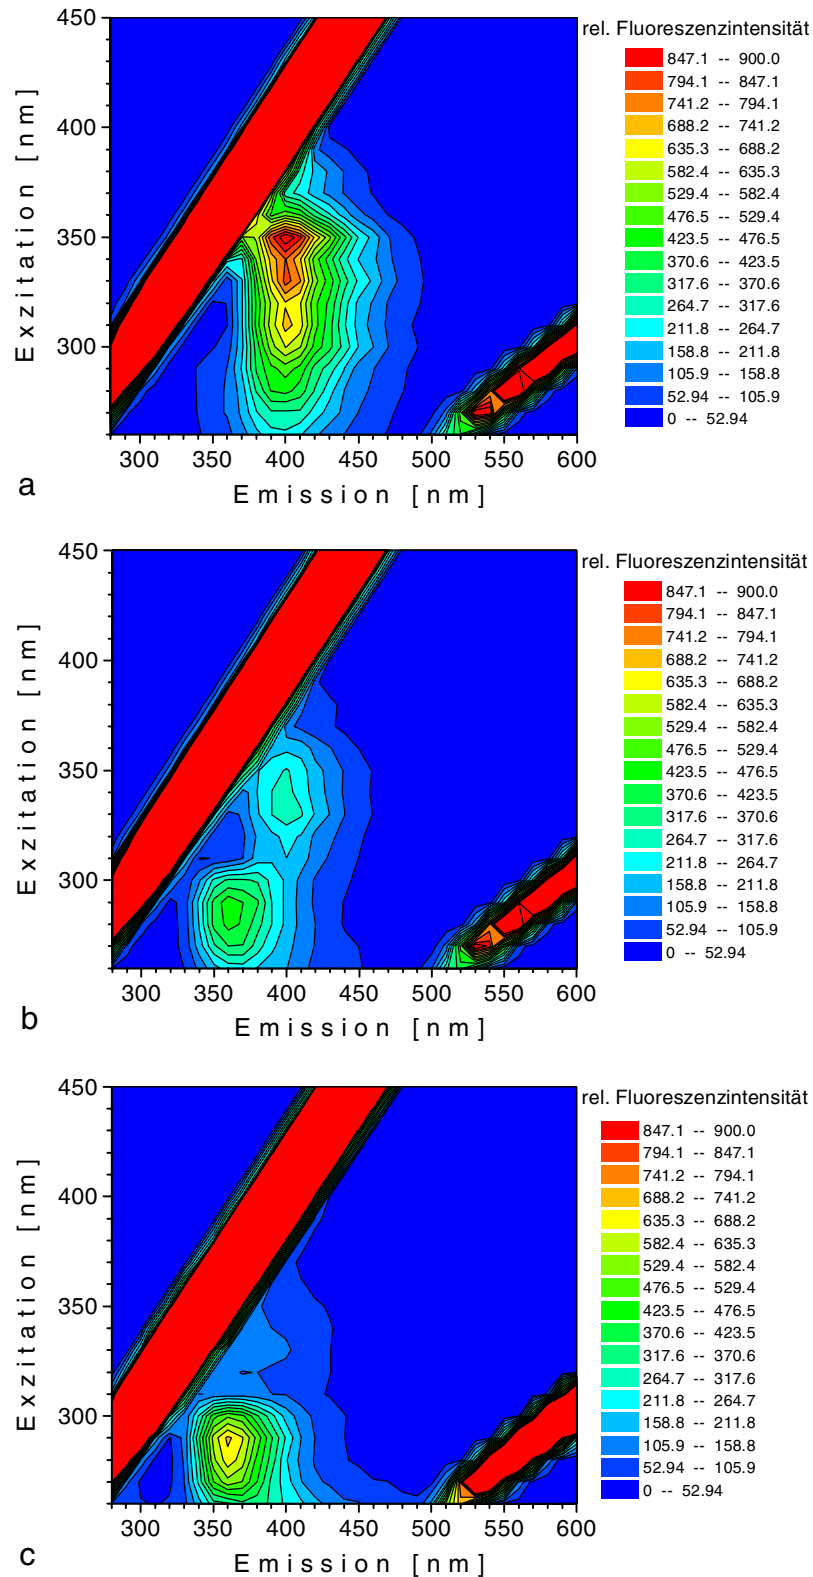 rel. Fluoreszenzintensität
450
400
350
300
Exzitation [nm]
847.1 -- 900.0
794.1 -- 847.1
741.2 -- 794.1
688.2 -- 741.2
635.3 -- 688.2
582.4 -- 635.3
529.4 -- 582.4
476.5 -- 529.4
423.5 -- 476.5
370.6 -- 423.5
317.6 -- 370.6
264.7 -- 317.6
211.8 -- 264.7
158.8 -- 211.8
105.9 -- 158.8
52.94 -- 105.9
0 -- 52.94
300 350 400 450 500 550 600
Emission [nm]
a
rel. Fluoreszenzintensität
450
400
350
300
Exzitation [nm]
847.1 -- 900.0
794.1 -- 847.1
741.2 -- 794.1
688.2 -- 741.2
635.3 -- 688.2
582.4 -- 635.3
529.4 -- 582.4
476.5 -- 529.4
423.5 -- 476.5
370.6 -- 423.5
317.6 -- 370.6
264.7 -- 317.6
211.8 -- 264.7
158.8 -- 211.8
105.9 -- 158.8
52.94 -- 105.9
0 -- 52.94
300 350 400 450 500 550 600
Emission [nm]
b
rel. Fluoreszenzintensität
450
400
350
300
Exzitation [nm]
847.1 -- 900.0
794.1 -- 847.1
741.2 -- 794.1
688.2 -- 741.2
635.3 -- 688.2
582.4 -- 635.3
529.4 -- 582.4
476.5 -- 529.4
423.5 -- 476.5
370.6 -- 423.5
317.6 -- 370.6
264.7 -- 317.6
211.8 -- 264.7
158.8 -- 211.8
105.9 -- 158.8
52.94 -- 105.9
0 -- 52.94
300 350 400 450 500 550 600
Emission [nm]
c